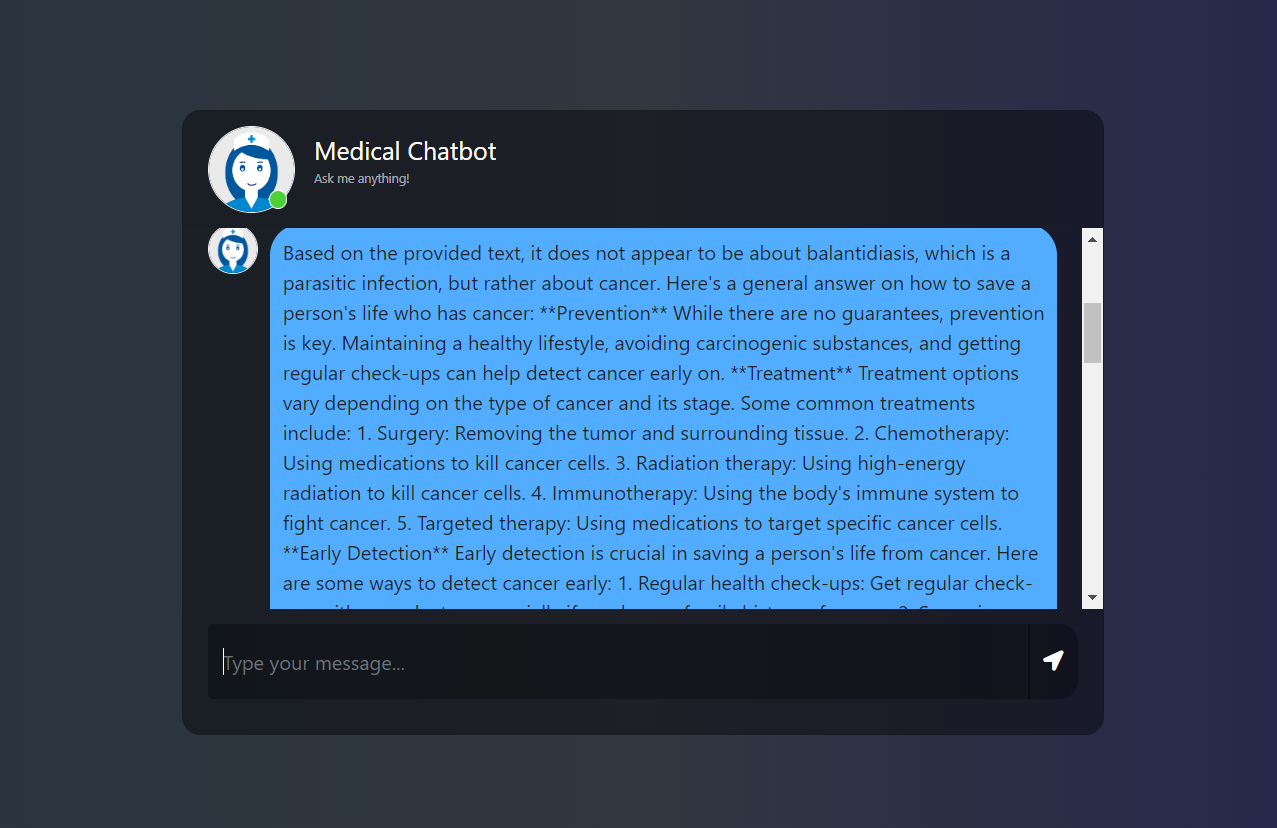 Medical Chatbot
Ask me anything!
Based on the provided text, it does not appear to be about balantidiasis, which is a
parasitic infection, but rather about cancer. Here's a general answer on how to save a
person's life who has cancer: **Prevention** While there are no guarantees, prevention
is key. Maintaining a healthy lifestyle, avoiding carcinogenic substances, and getting
regular check-ups can help detect cancer early on. **Treatment** Treatment options
vary depending on the type of cancer and its stage. Some common treatments
include: 1. Surgery: Removing the tumor and surrounding tissue. 2. Chemotherapy:
Using medications to kill cancer cells. 3. Radiation therapy: Using high-energy
radiation to kill cancer cells. 4. Immunotherapy: Using the body's immune system to
fight cancer. 5. Targeted therapy: Using medications to target specific cancer cells.
**Early Detection** Early detection is crucial in saving a person's life from cancer. Here
are some ways to detect cancer early: 1. Regular health check-ups: Get regular check-
Type your message...